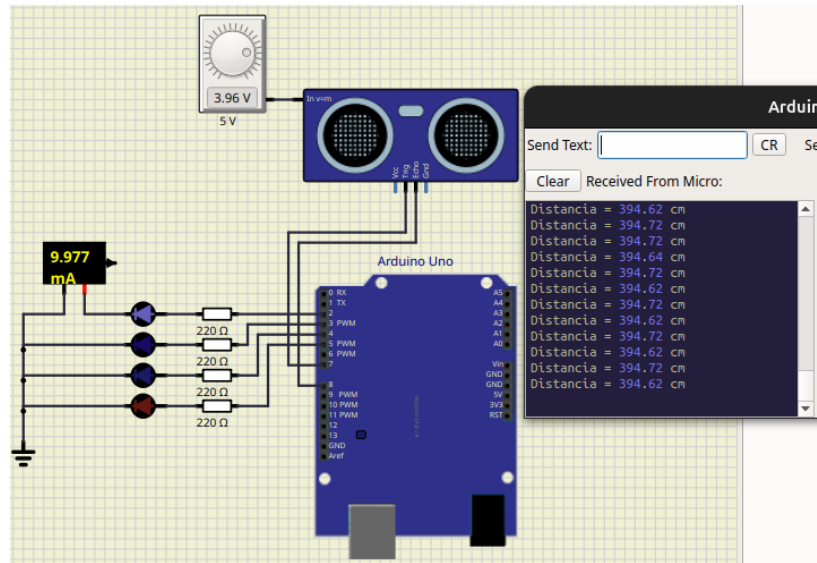 3.96 V
5 V
In v=m
Vcc
Trig
Echo
Gnd
Arduin
Send Text:
CR
Se
Clear
Received From Micro:
Distancia = 394.62 cm
Distancia = 394.72 cm
Distancia = 394.72 cm
Distancia = 394.64 cm
Distancia = 394.72 cm
Distancia = 394.62 cm
Distancia = 394.72 cm
Distancia = 394.62 cm
Distancia = 394.72 cm
Distancia = 394.62 cm
Distancia = 394.62 cm
Distancia = 394.62 cm
9.977
mA
220 Ω
220 Ω
220 Ω
220 Ω
Arduino Uno
0 RX
1 TX
2
3 PWM
4
5 PWM
6 PWM
7
8
9 PWM
10 PWM
11 PWM
12
13
GND
Aref
A5
A4
A3
A2
A1
A0
Vin
GND
GND
5V
3V3
RST
arduinouno